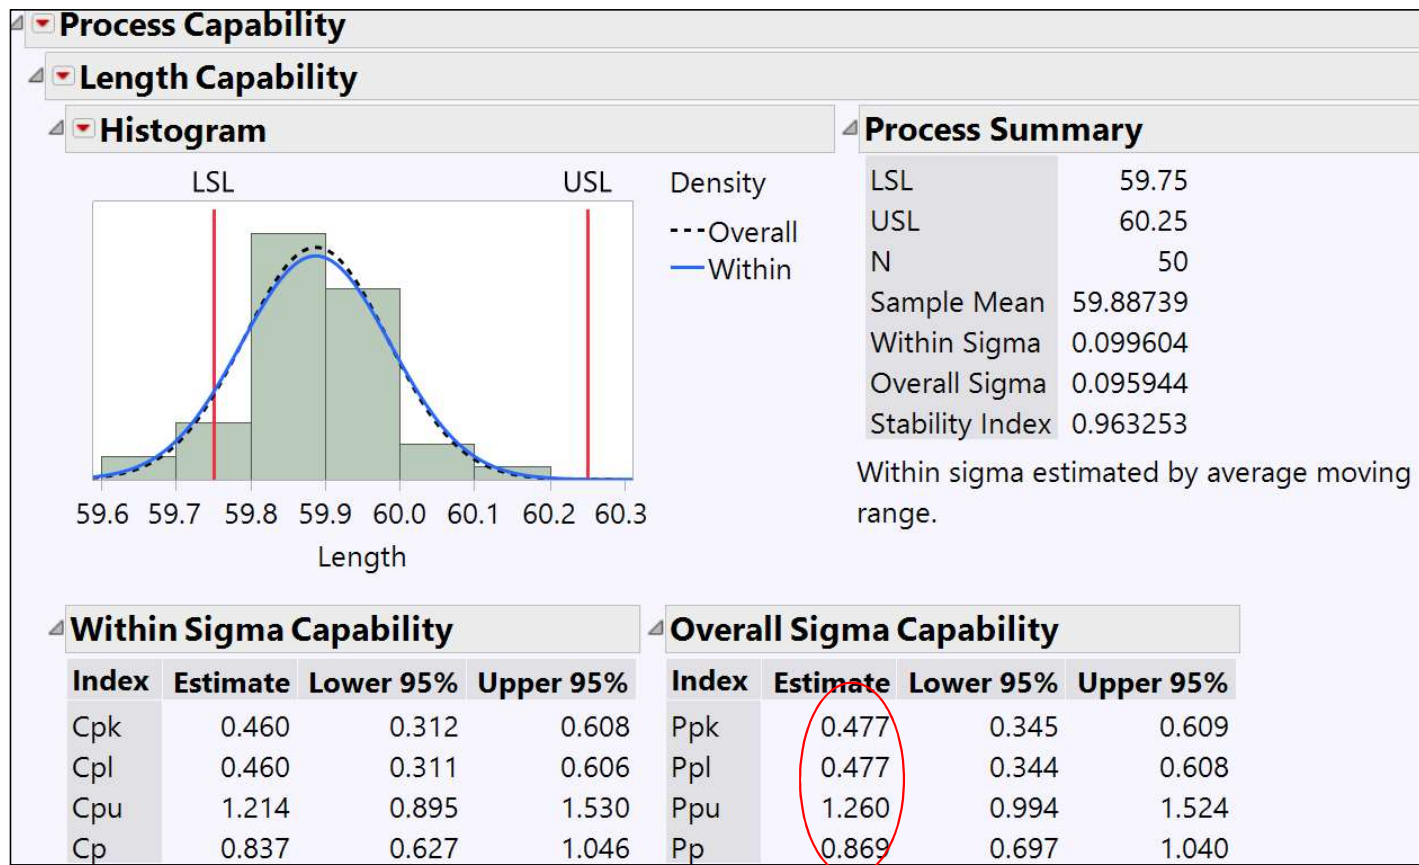 Process Capability
Length Capability
Histogram
LSL USL
Density
Overall
Within
59.6 59.7 59.8 59.9 60.0 60.1 60.2 60.3
Length
Process Summary
LSL 59.75
USL 60.25
N 50
Sample Mean 59.88739
Within Sigma 0.099604
Overall Sigma 0.095944
Stability Index 0.963253
Within sigma estimated by average moving
range.
Within Sigma Capability
Index Estimate Lower 95% Upper 95%
Cpk 0.460 0.312 0.608
Cpl 0.460 0.311 0.606
Cpu 1.214 0.895 1.530
Cp 0.837 0.627 1.046
Overall Sigma Capability
Index Estimate Lower 95% Upper 95%
Ppk 0.477 0.345 0.609
Ppl 0.477 0.344 0.608
Ppu 1.260 0.994 1.524
Pp 0.869 0.697 1.040